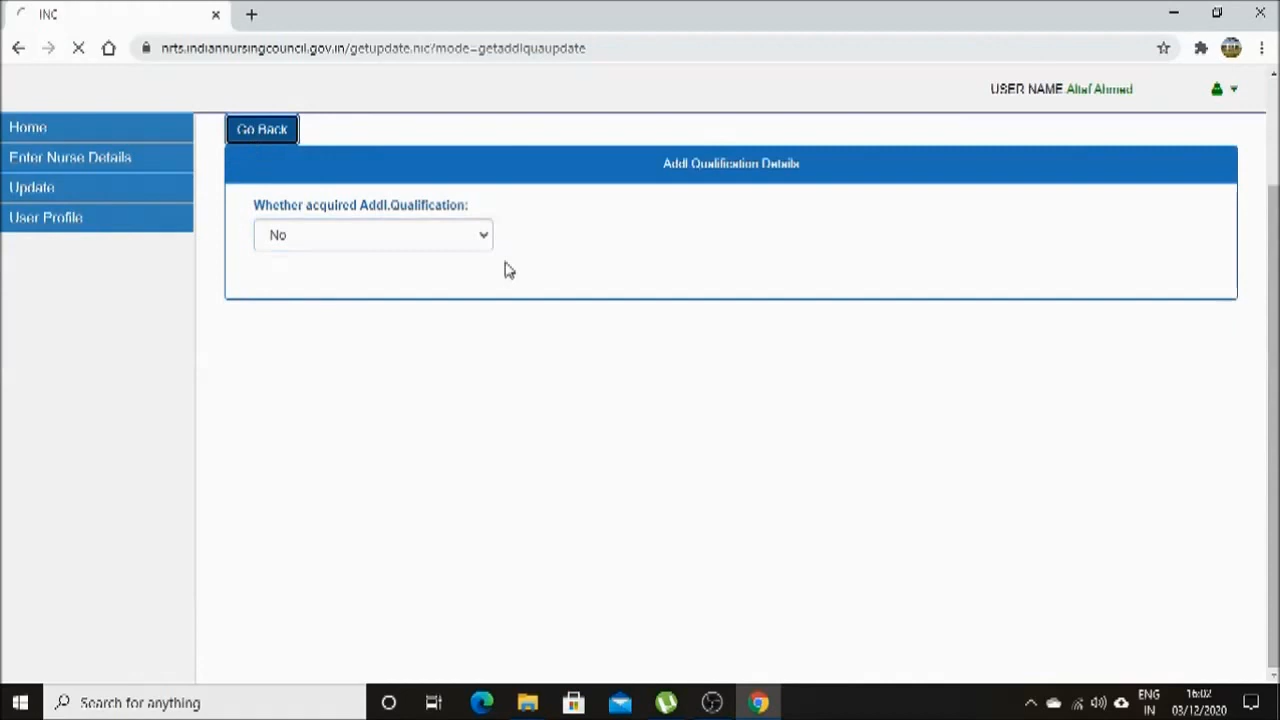 INC
nrts.indiannursingcouncil.gov.in/getupdate.nic/mode=getaddlquaupdate
USER NAME Altaf Ahmed
Home
Enter Nurse Details
Update
User Profile
Go Back
Addl Qualification Details
Whether acquired Addl.Qualification:
No
Search for anything
ENG
IN
16:02
03/12/2020